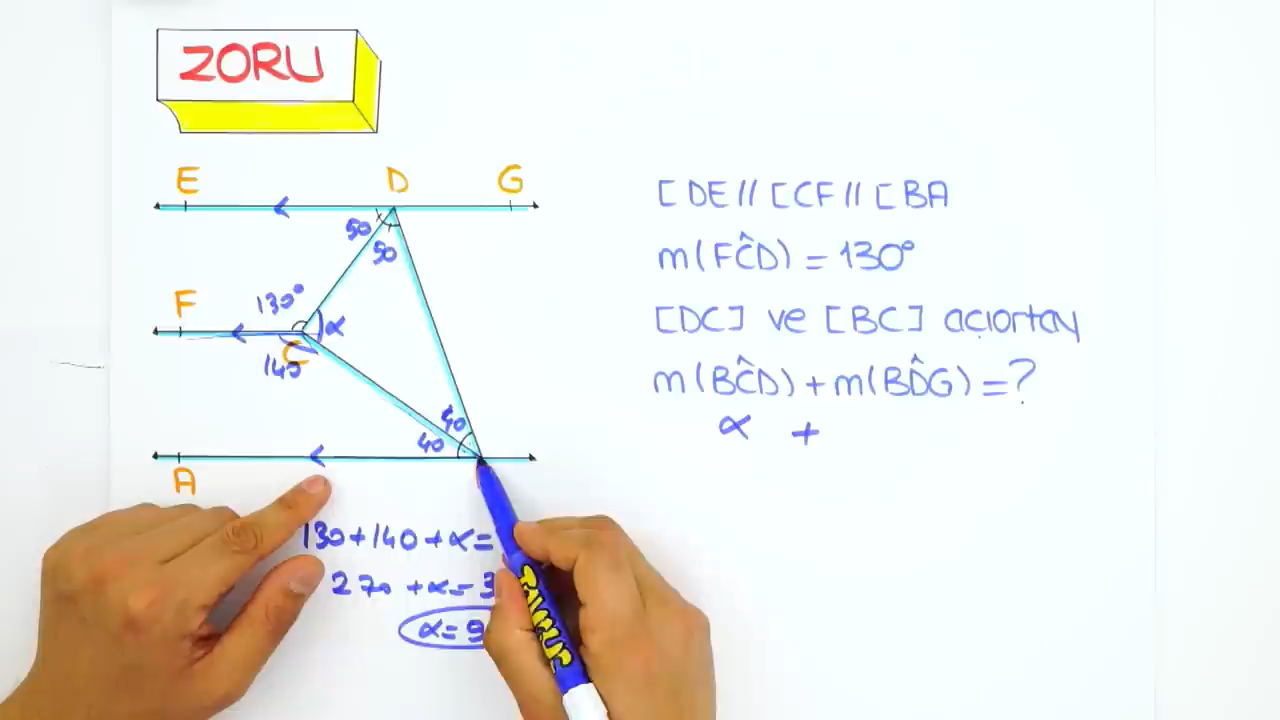 ZORU
E D G
[DE // [CF // [BA
50
50
m(FĈD) = 130°
F
130°
α
[DC] ve [BC] açıortay
C
140
m(BĈD) + m(BD̂G) = ?
40
40
α +
A
130+140+α=
270 +α=3
α=9